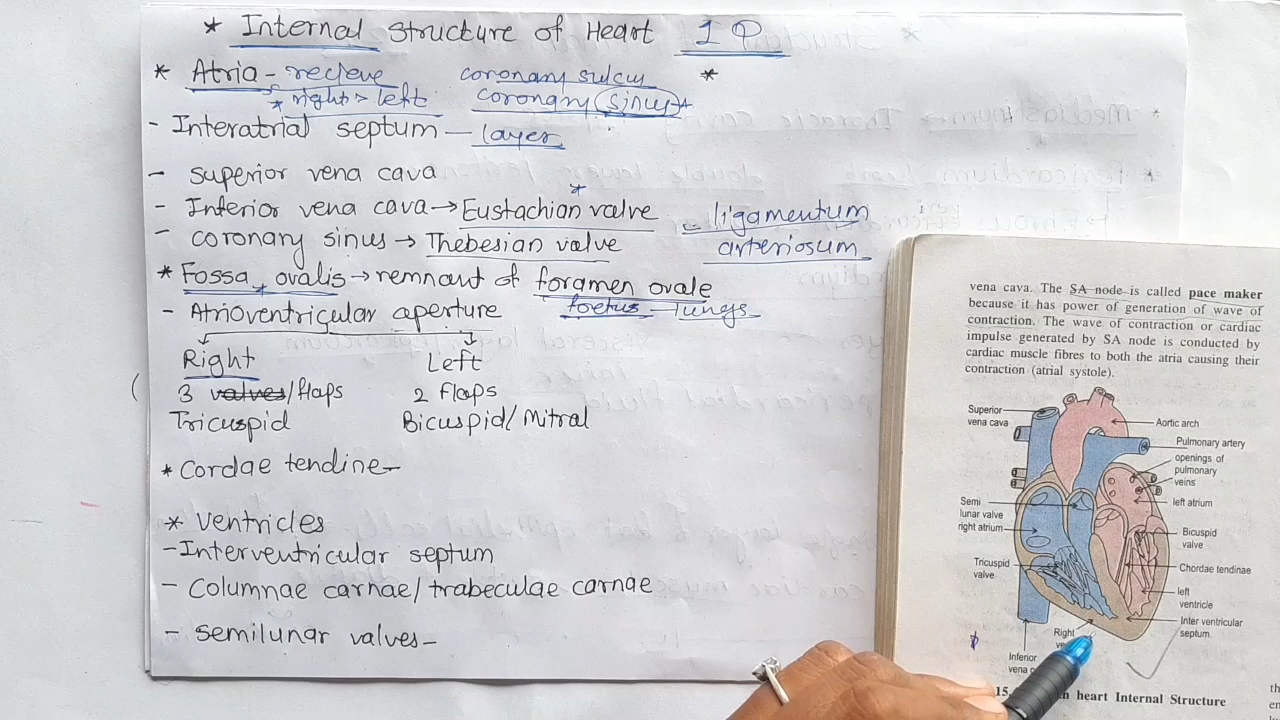 * Internal structure of Heart IP
* Atria - recieve coronary sulcus *
* right > left coronary sinus *
- Interatrial septum — layer
- superior vena cava
- Inferior vena cava → Eustachian valve ligamentum
- coronary sinus → Thebesian valve arteriosum
* Fossa ovalis → remnant of foramen ovale
- Atrioventricular aperture foetus — lungs
Right Left
3 valves/flaps 2 flaps
Tricuspid Bicuspid/Mitral
* Cordae tendine -
* Ventricles
- Interventricular septum
- Columnae carnae/trabeculae carnae
- semilunar valves -
vena cava. The SA node is called pace maker
because it has power of generation of wave of
contraction. The wave of contraction or cardiac
impulse generated by SA node is conducted by
cardiac muscle fibres to both the atria causing their
contraction (atrial systole).
Superior
vena cava
Aortic arch
Pulmonary artery
openings of
pulmonary
veins
Semi
lunar valve
right atrium
left atrium
Bicuspid
valve
Tricuspid
valve
Chordae tendinae
left
ventricle
Inter ventricular
septum
Right
Inferior
vena
15. heart Internal Structure